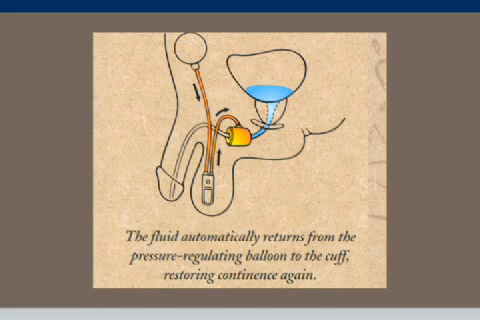 The fluid automatically returns from the
pressure-regulating balloon to the cuff,
restoring continence again.